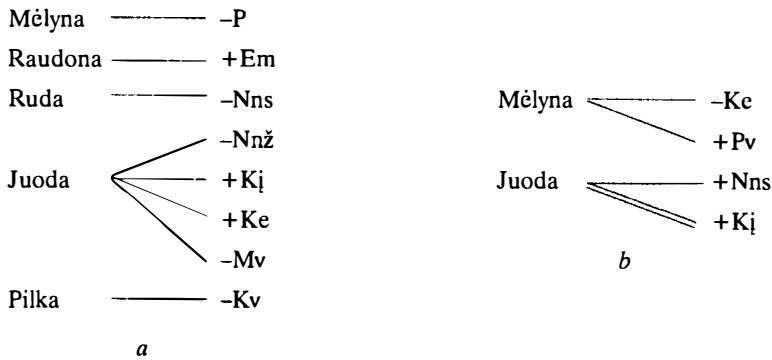 Mėlyna –P
Raudona +Em
Ruda –Nns
–Nnž
Juoda +Kį
+Ke
–Mv
Pilka –Kv
a
Mėlyna –Ke
+Pv
Juoda +Nns
+Kį
b